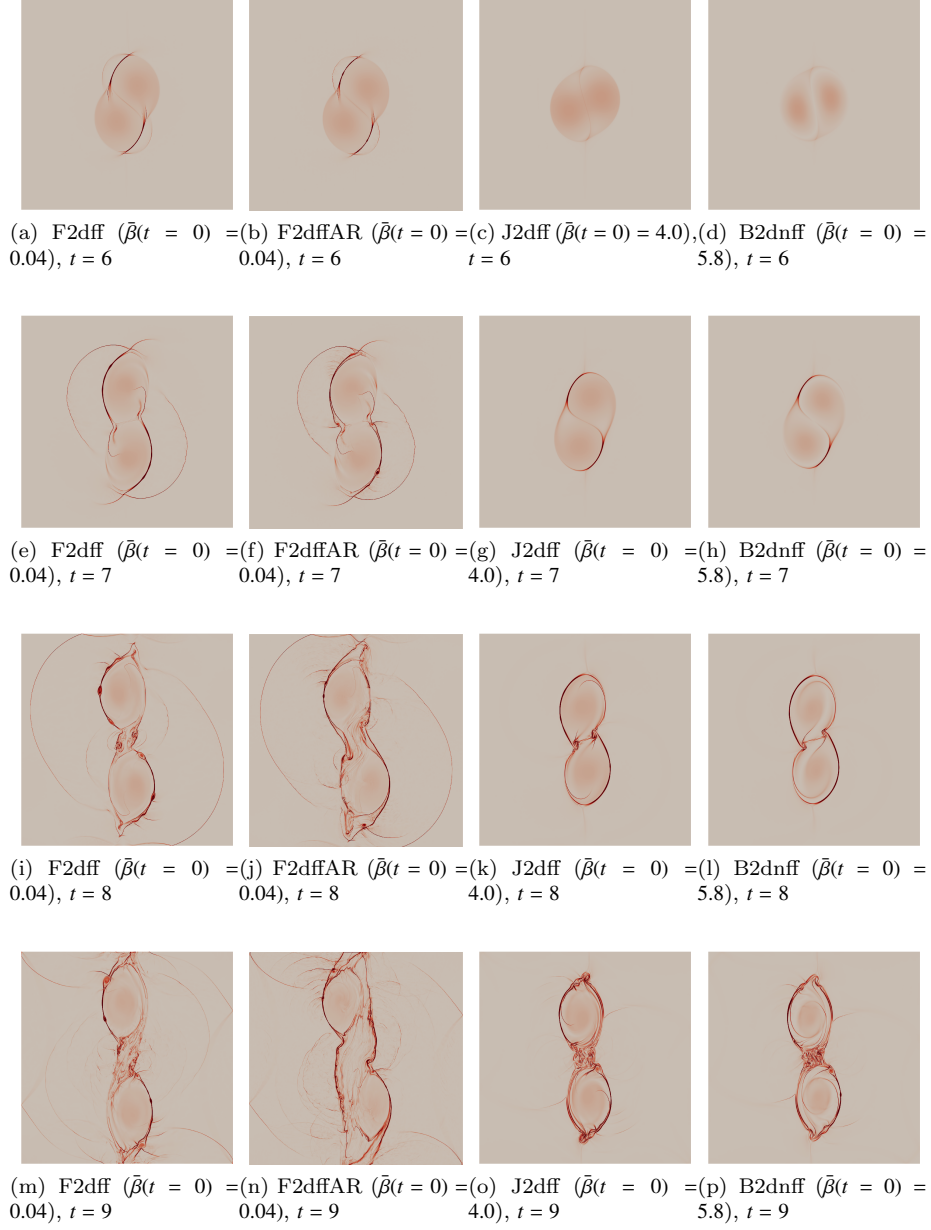 (a) F2dff (β̄(t = 0) =
0.04), t = 6
(b) F2dffAR (β̄(t = 0) =
0.04), t = 6
(c) J2dff (β̄(t = 0) = 4.0),
t = 6
(d) B2dnff (β̄(t = 0) =
5.8), t = 6
(e) F2dff (β̄(t = 0) =
0.04), t = 7
(f) F2dffAR (β̄(t = 0) =
0.04), t = 7
(g) J2dff (β̄(t = 0) =
4.0), t = 7
(h) B2dnff (β̄(t = 0) =
5.8), t = 7
(i) F2dff (β̄(t = 0) =
0.04), t = 8
(j) F2dffAR (β̄(t = 0) =
0.04), t = 8
(k) J2dff (β̄(t = 0) =
4.0), t = 8
(l) B2dnff (β̄(t = 0) =
5.8), t = 8
(m) F2dff (β̄(t = 0) =
0.04), t = 9
(n) F2dffAR (β̄(t = 0) =
0.04), t = 9
(o) J2dff (β̄(t = 0) =
4.0), t = 9
(p) B2dnff (β̄(t = 0) =
5.8), t = 9